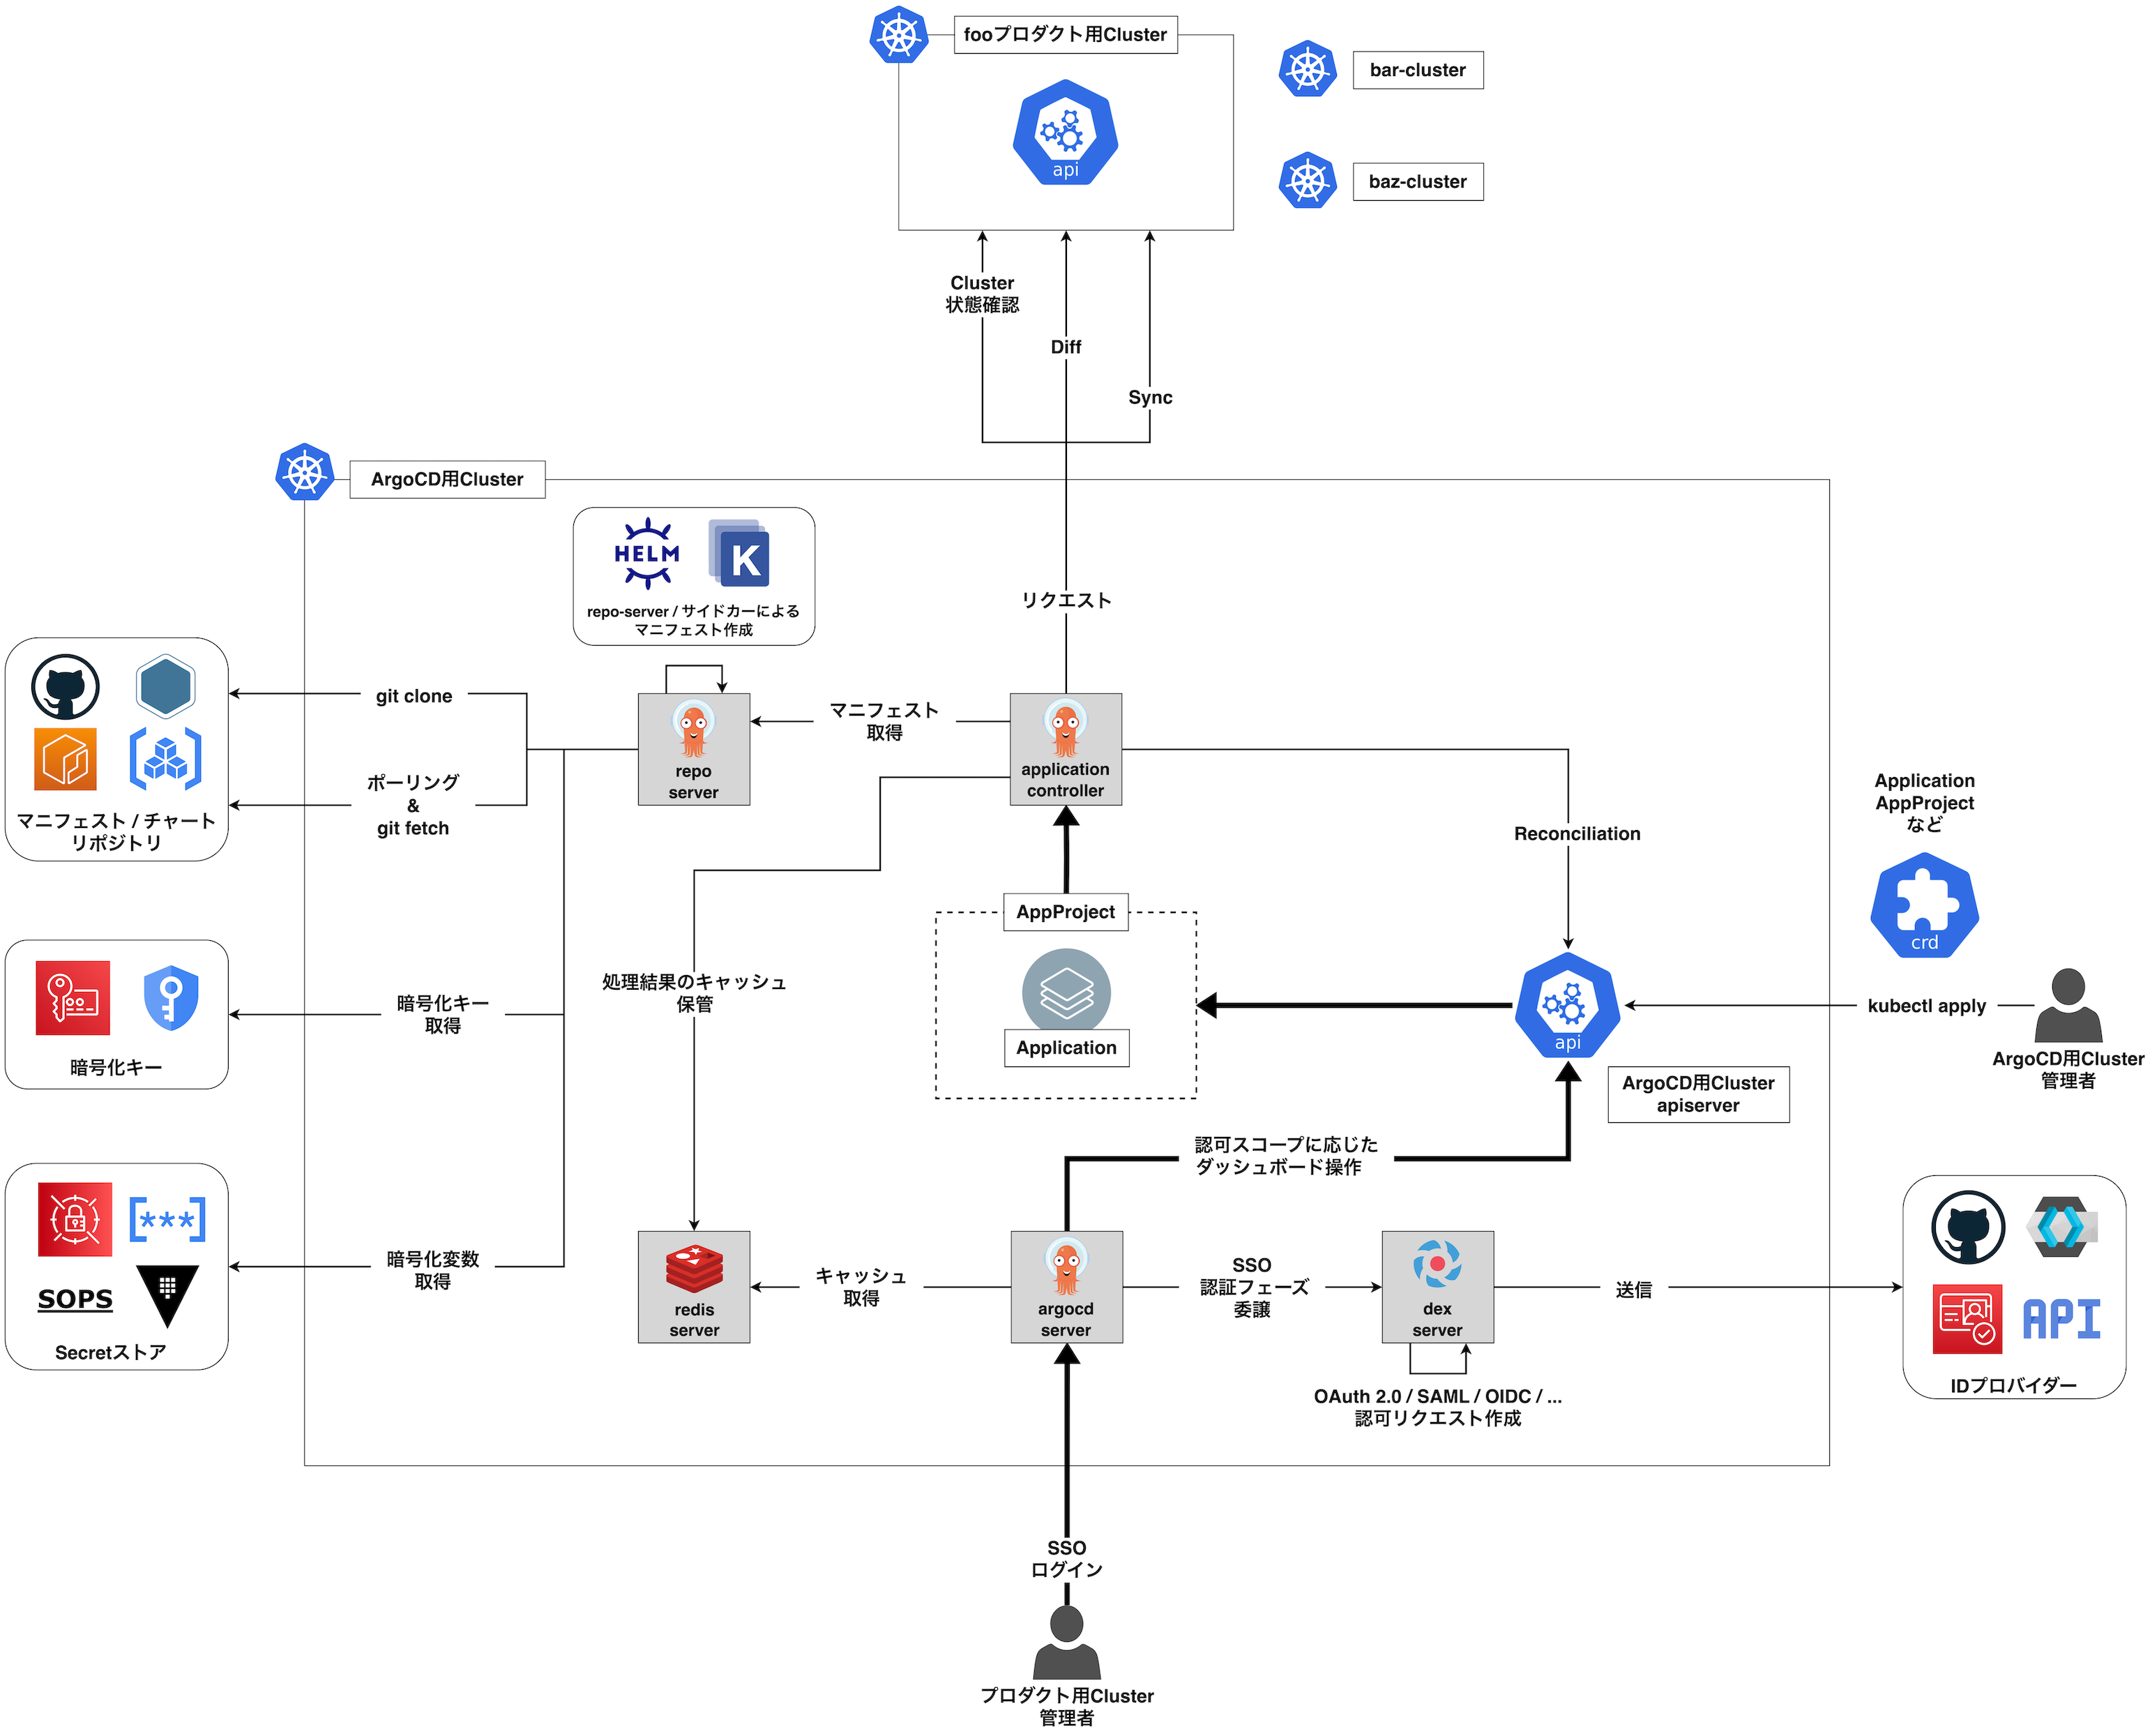 fooプロダクト用Cluster
api
bar-cluster
baz-cluster
Cluster
状態確認
Diff
Sync
ArgoCD用Cluster
HELM
K
repo-server / サイドカーによる
マニフェスト作成
リクエスト
git clone
ポーリング
&
git fetch
マニフェスト / チャート
リポジトリ
repo
server
マニフェスト
取得
application
controller
Reconciliation
Application
AppProject
など
crd
kubectl apply
ArgoCD用Cluster
管理者
AppProject
Application
api
ArgoCD用Cluster
apiserver
処理結果のキャッシュ
保管
暗号化キー
取得
暗号化キー
認可スコープに応じた
ダッシュボード操作
[***]
SOPS
Secretストア
暗号化変数
取得
redis
server
キャッシュ
取得
argocd
server
SSO
認証フェーズ
委譲
dex
server
OAuth 2.0 / SAML / OIDC / ...
認可リクエスト作成
送信
API
IDプロバイダー
SSO
ログイン
プロダクト用Cluster
管理者